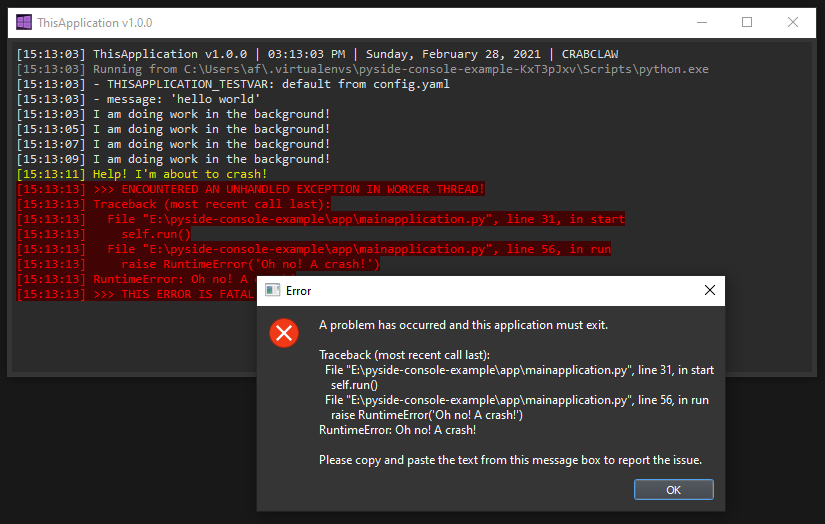 ThisApplication v1.0.0
[15:13:03] ThisApplication v1.0.0 | 03:13:03 PM | Sunday, February 28, 2021 | CRABCLAW
[15:13:03] Running from C:\Users\af\.virtualenvs\pyside-console-example-KxT3pJxv\Scripts\python.exe
[15:13:03] - THISAPPLICATION_TESTVAR: default from config.yaml
[15:13:03] - message: 'hello world'
[15:13:03] I am doing work in the background!
[15:13:05] I am doing work in the background!
[15:13:07] I am doing work in the background!
[15:13:09] I am doing work in the background!
[15:13:11] Help! I'm about to crash!
[15:13:13] >>> ENCOUNTERED AN UNHANDLED EXCEPTION IN WORKER THREAD!
[15:13:13] Traceback (most recent call last):
[15:13:13]   File "E:\pyside-console-example\app\mainapplication.py", line 31, in start
[15:13:13]     self.run()
[15:13:13]   File "E:\pyside-console-example\app\mainapplication.py", line 56, in run
[15:13:13]     raise RuntimeError('Oh no! A crash!')
[15:13:13] RuntimeError: Oh no! A
[15:13:13] >>> THIS ERROR IS FATAL
Error
A problem has occurred and this application must exit.
Traceback (most recent call last):
  File "E:\pyside-console-example\app\mainapplication.py", line 31, in start
    self.run()
  File "E:\pyside-console-example\app\mainapplication.py", line 56, in run
    raise RuntimeError('Oh no! A crash!')
RuntimeError: Oh no! A crash!
Please copy and paste the text from this message box to report the issue.
OK